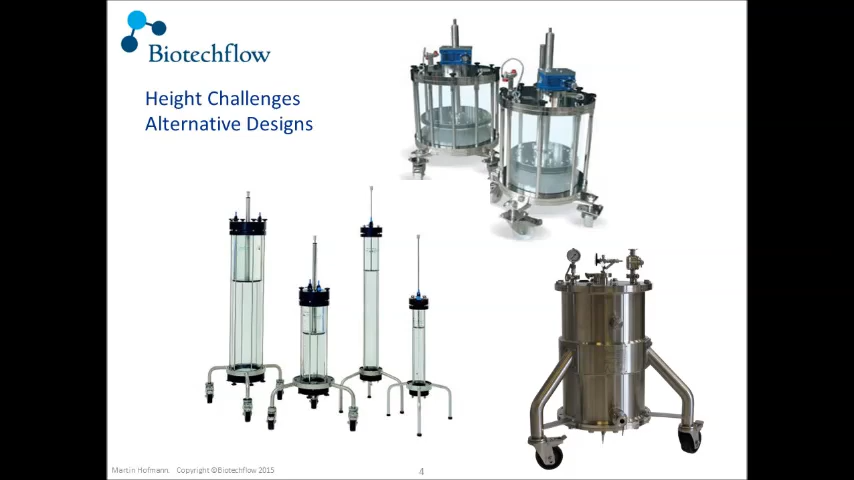 Biotechflow
Height Challenges
Alternative Designs
Martin Hofmann. Copyright ©Biotechflow 2015
4